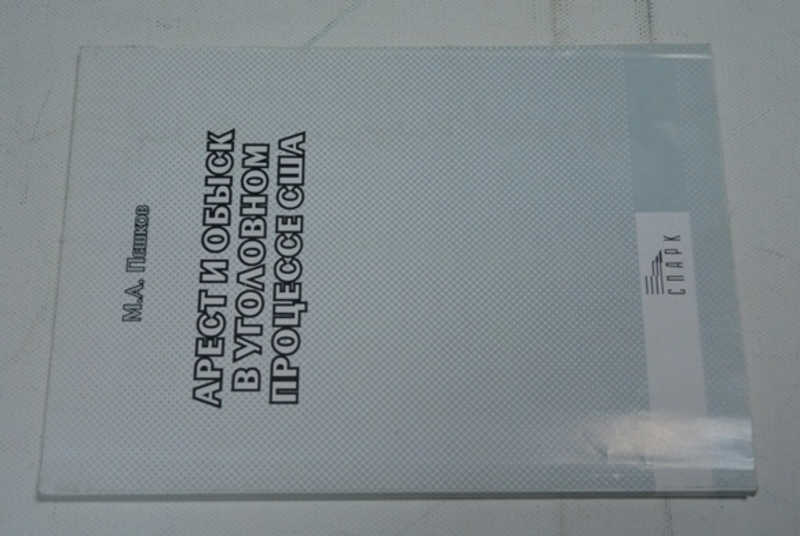 М.А. Пешков
АРЕСТ И ОБЫСК
В УГОЛОВНОМ
ПРОЦЕССЕ США
СПАРК